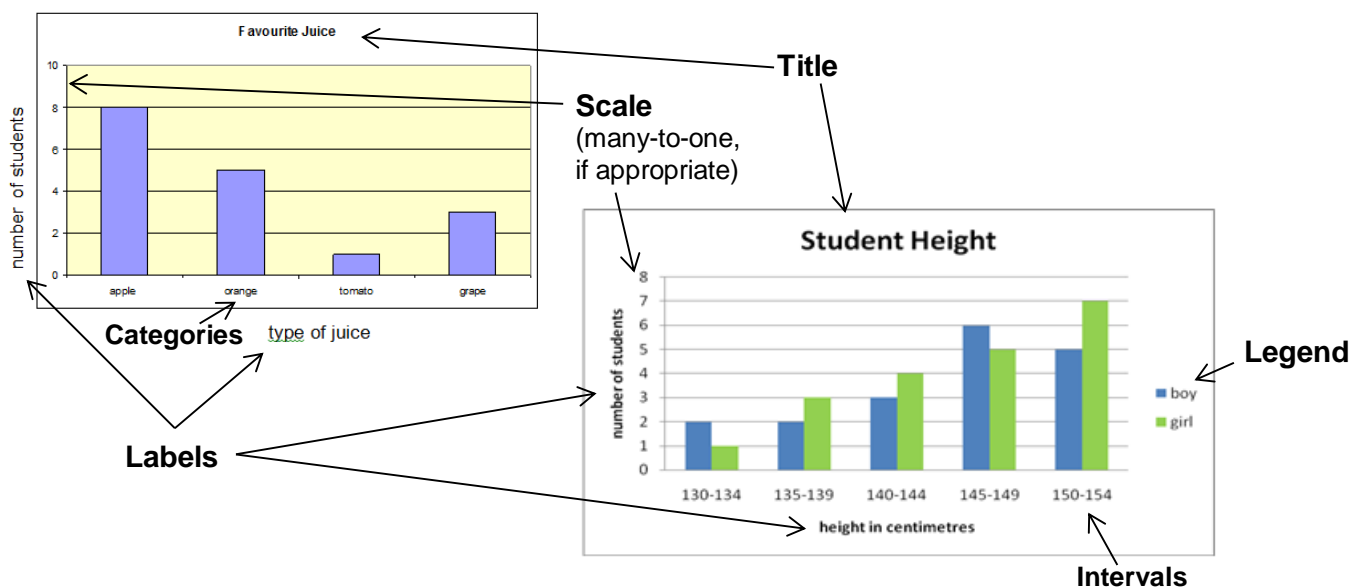 Favourite Juice
10
8
6
4
2
0
number of students
apple orange tomato grape
type of juice
Categories
Title
Scale
(many-to-one,
if appropriate)
Labels
Student Height
8
7
6
5
4
3
2
1
0
number of students
130-134 135-139 140-144 145-149 150-154
height in centimetres
boy
girl
Legend
Intervals